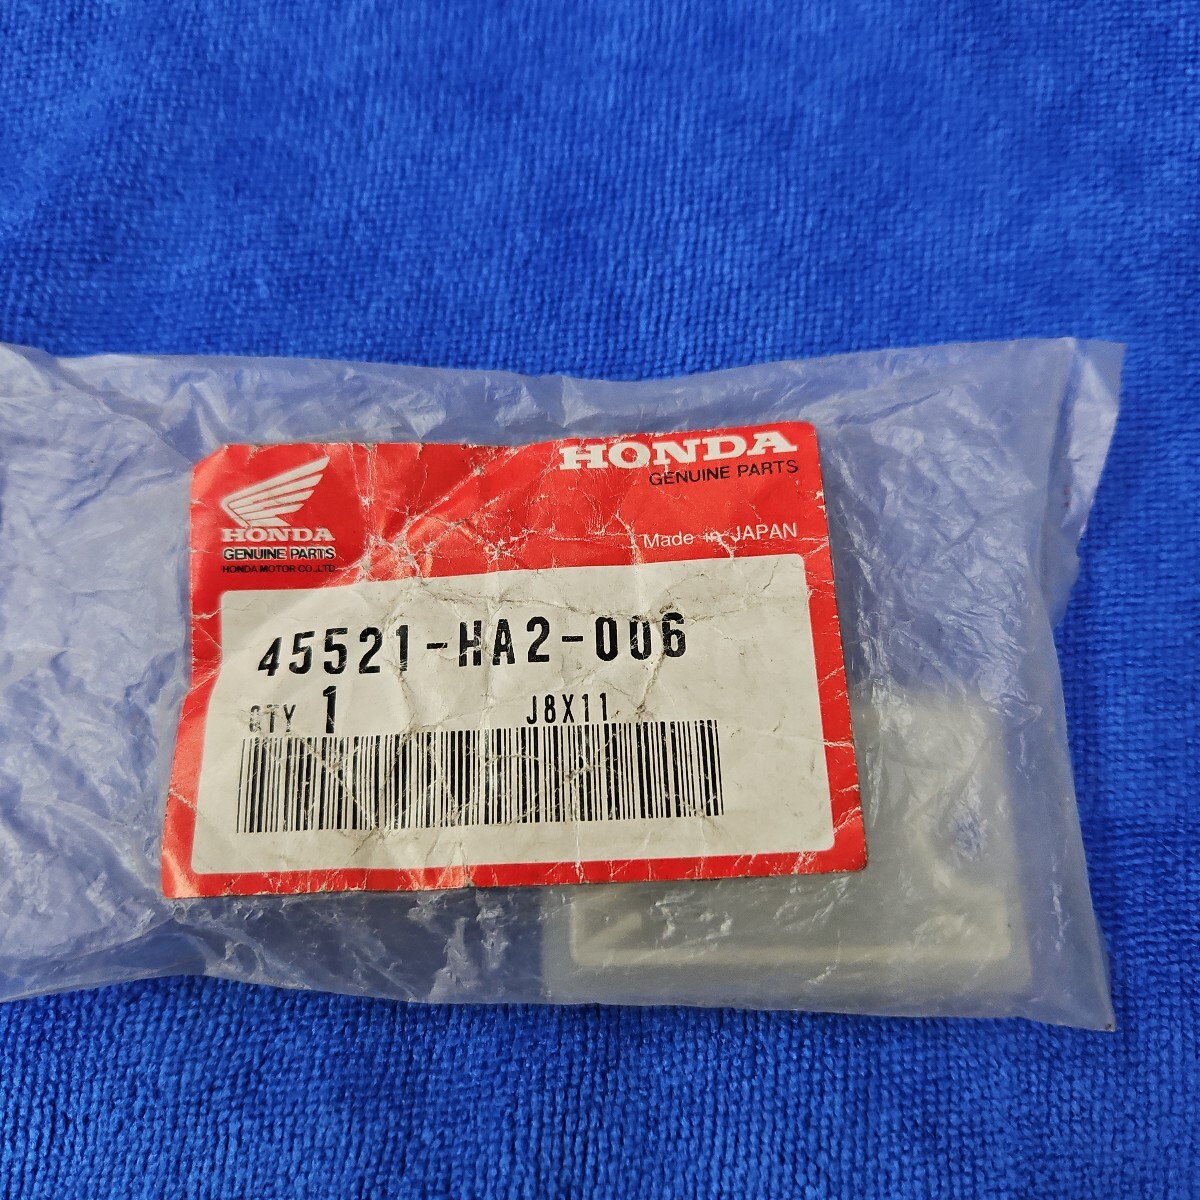 HONDA
GENUINE PARTS
HONDA MOTOR CO.,LTD.
HONDA
GENUINE PARTS
Made in JAPAN
45521-HA2-006
QTY 1 J8X11